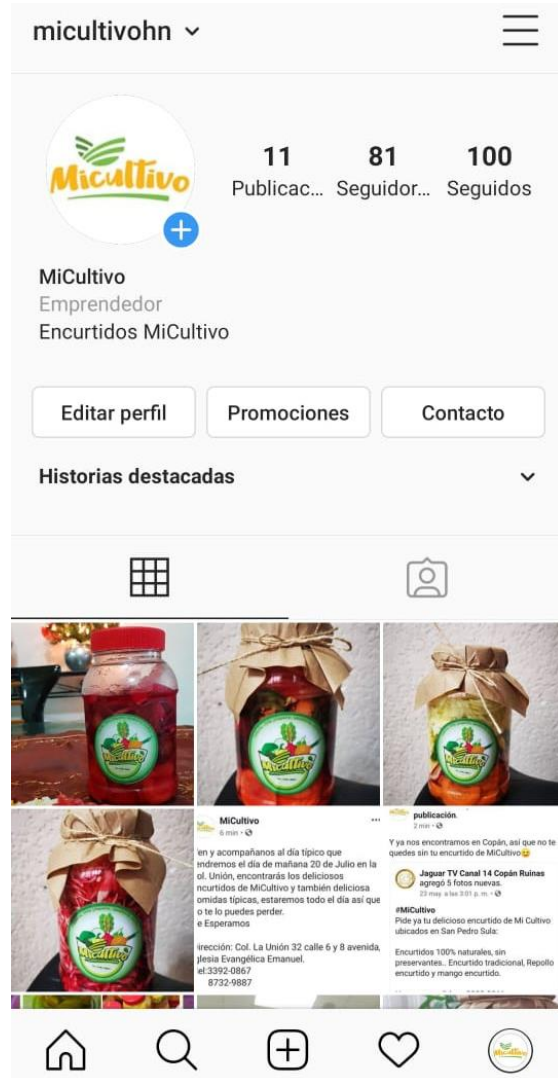 micultivohn
Micultivo
11
81
100
Publicac...
Seguidor...
Seguidos
MiCultivo
Emprendedor
Encurtidos MiCultivo
Editar perfil
Promociones
Contacto
Historias destacadas
Micultivo
Micultivo
Micultivo
Micultivo
MiCultivo
6 min
en y acompañanos al día típico que
endremos el día de mañana 20 de Julio en la
ol. Unión, encontrarás los deliciosos
ncurtidos de MiCultivo y también deliciosa
omidas típicas, estaremos todo el día así que
o te lo puedes perder.
e Esperamos
irección: Col. La Unión 32 calle 6 y 8 avenida,
glesia Evangélica Emanuel.
el:3392-0867
8732-9887
publicación.
2 min
Y ya nos encontramos en Copán, así que no te
quedes sin tu encurtido de MiCultivo
Jaguar TV Canal 14 Copán Ruinas
agregó 5 fotos nuevas.
23 may. a las 3:01 p. m.
#MiCultivo
Pide ya tu delicioso encurtido de Mi Cultivo
ubicados en San Pedro Sula:
Encurtidos 100% naturales, sin
preservantes.. Encurtido tradicional, Repollo
encurtido y mango encurtido.